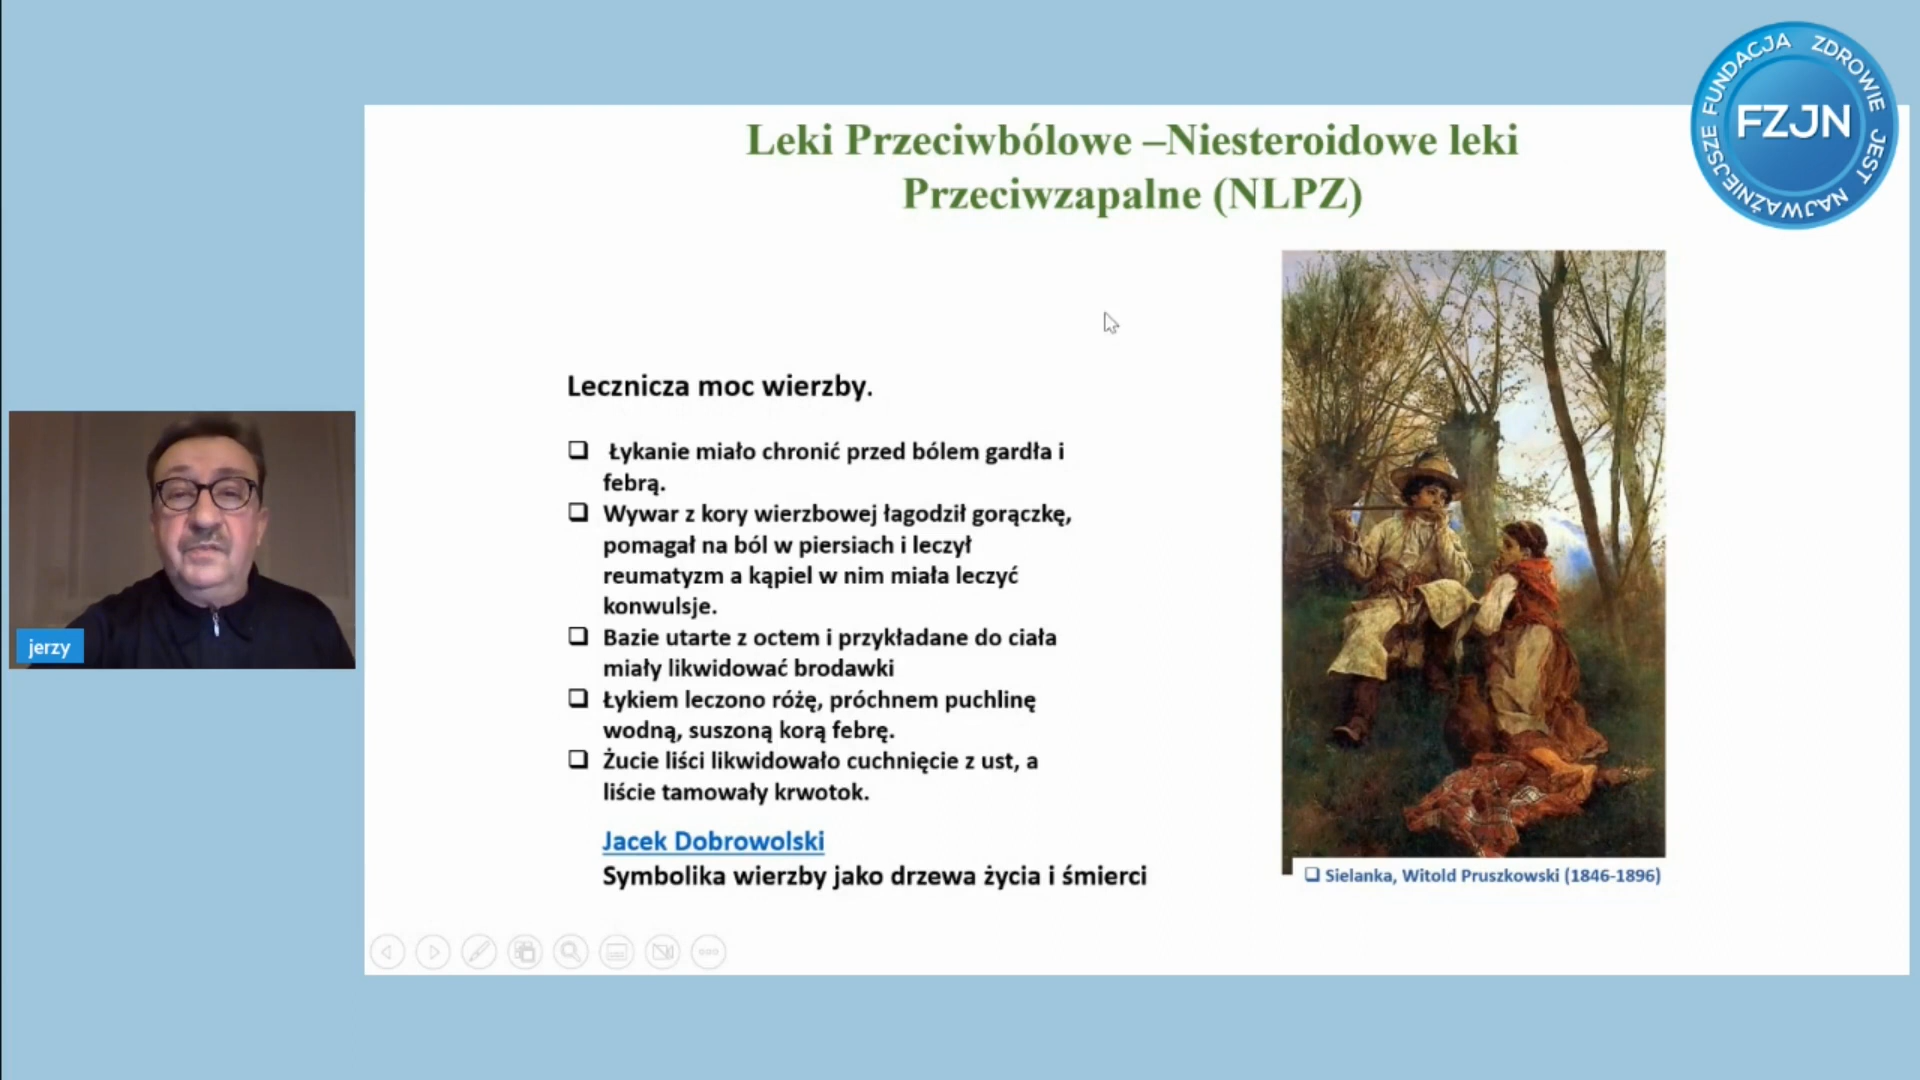 FUNDACJA ZDROWIE JEST NAJWAŻNIEJSZE
FZJN
Leki Przeciwbólowe –Niesteroidowe leki
Przeciwzapalne (NLPZ)
Lecznicza moc wierzby.
Łykanie miało chronić przed bólem gardła i
febrą.
Wywar z kory wierzbowej łagodził gorączkę,
pomagał na ból w piersiach i leczył
reumatyzm a kąpiel w nim miała leczyć
konwulsje.
Bazie utarte z octem i przykładane do ciała
miały likwidować brodawki
Łykiem leczono różę, próchnem puchlinę
wodną, suszoną korą febrę.
Żucie liści likwidowało cuchnięcie z ust, a
liście tamowały krwotok.
Jacek Dobrowolski
Symbolika wierzby jako drzewa życia i śmierci
Sielanka, Witold Pruszkowski (1846-1896)
jerzy